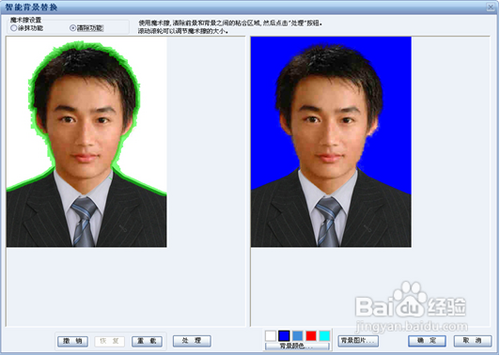 智能背景替换
魔术擦设置
涂抹功能
清除功能
使用魔术擦,清除前景和背景之间的粘合区域,然后点击"处理"按钮。
滚动滚轮可以调节魔术擦的大小。
撤 销
恢 复
重 载
处 理
背景颜色
背景图片...
确 定
取 消
Bai du 经验
jingyan.baidu.com